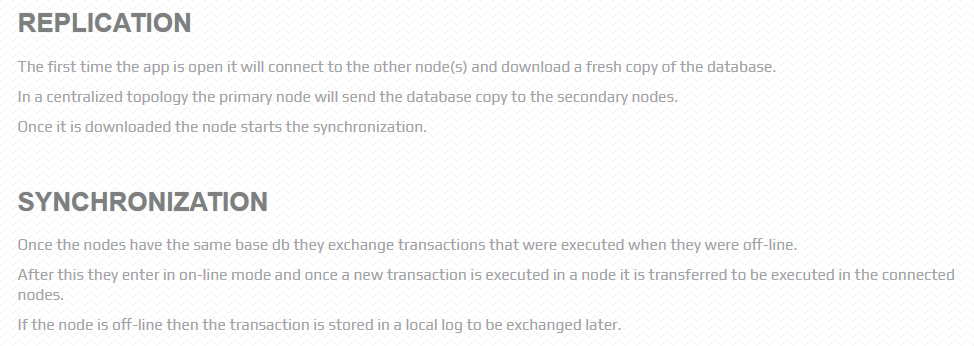 REPLICATION
The first time the app is open it will connect to the other node(s) and download a fresh copy of the database.
In a centralized topology the primary node will send the database copy to the secondary nodes.
Once it is downloaded the node starts the synchronization.
SYNCHRONIZATION
Once the nodes have the same base db they exchange transactions that were executed when they were off-line.
After this they enter in on-line mode and once a new transaction is executed in a node it is transferred to be executed in the connected
nodes.
If the node is off-line then the transaction is stored in a local log to be exchanged later.